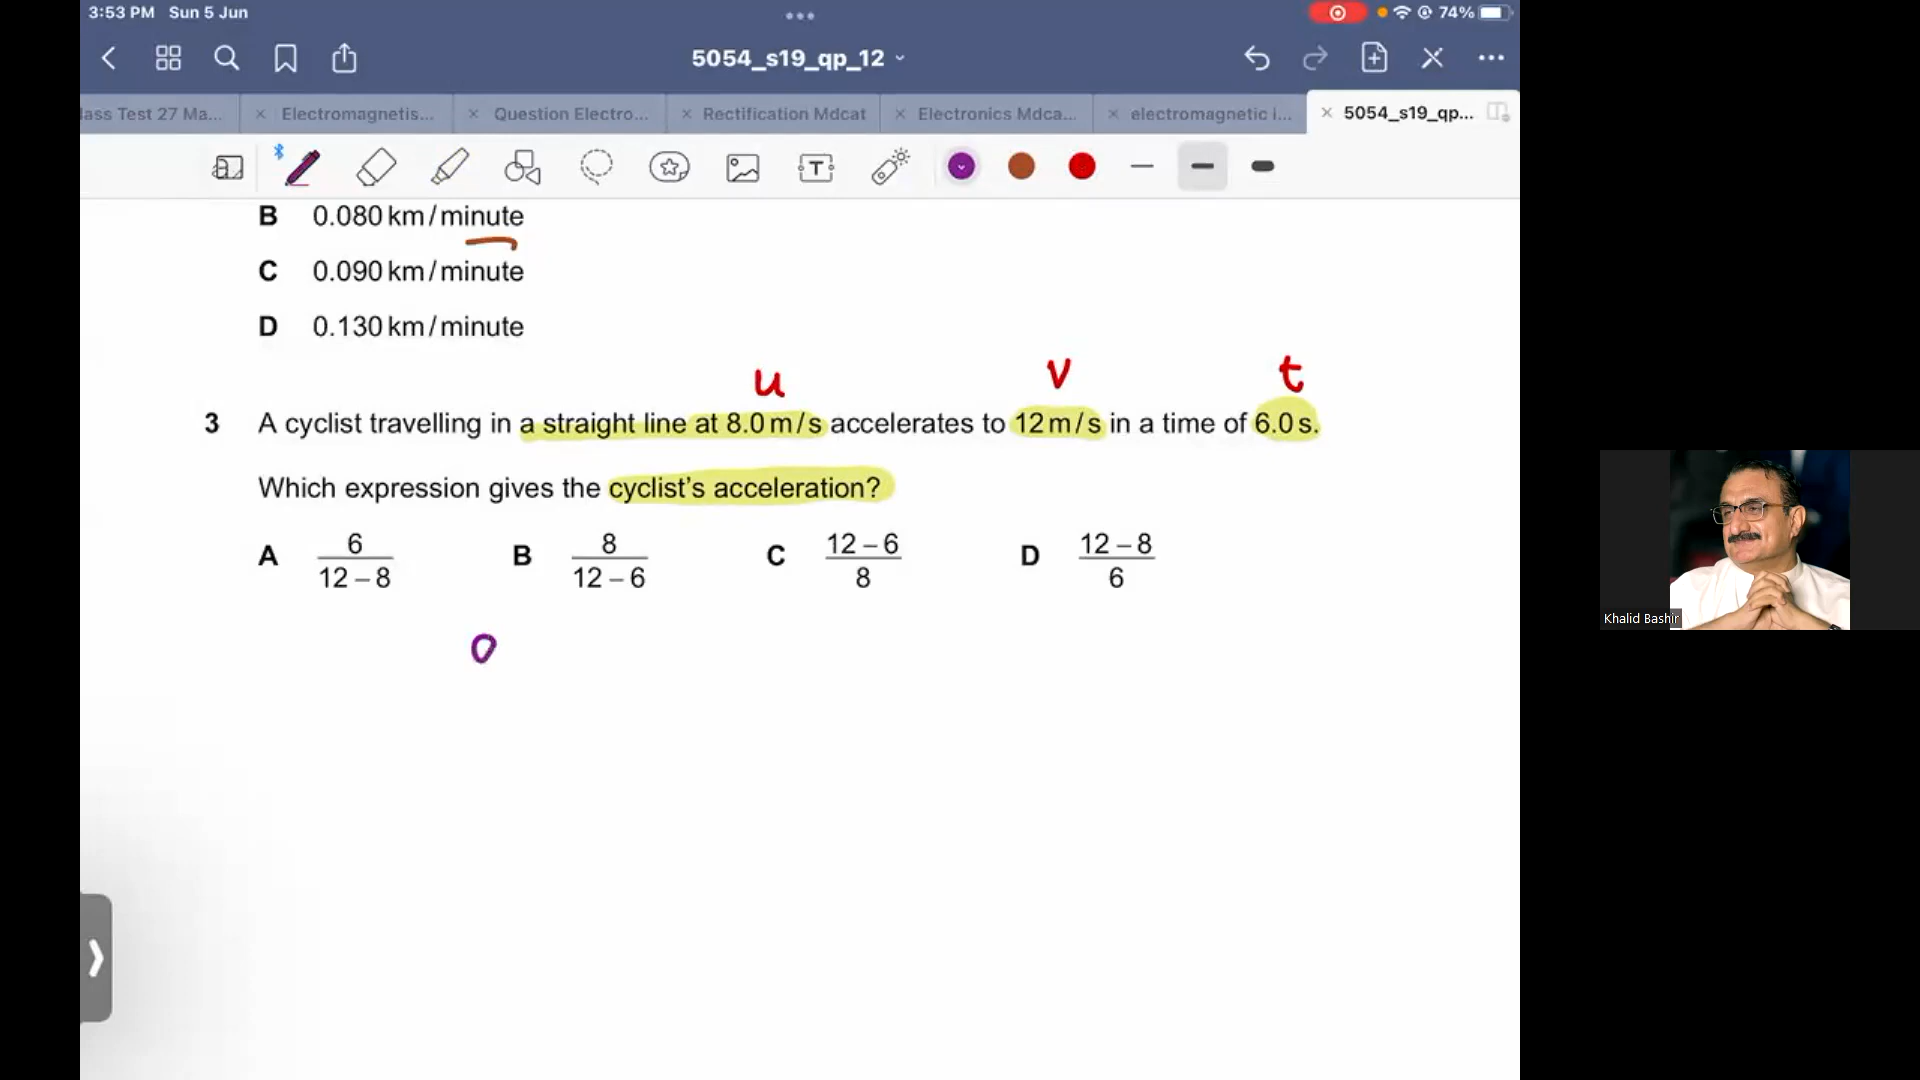 3:53 PM Sun 5 Jun
74%
5054_s19_qp_12
lass Test 27 Ma...
Electromagnetis...
Question Electro...
Rectification Mdcat
Electronics Mdca...
electromagnetic i...
5054_s19_qp...
B 0.080 km/minute
C 0.090 km/minute
D 0.130 km/minute
u v t
3 A cyclist travelling in a straight line at 8.0 m/s accelerates to 12 m/s in a time of 6.0 s.
Which expression gives the cyclist's acceleration?
A 6 / (12 – 8) B 8 / (12 – 6) C (12 – 6) / 8 D (12 – 8) / 6
Khalid Bashir